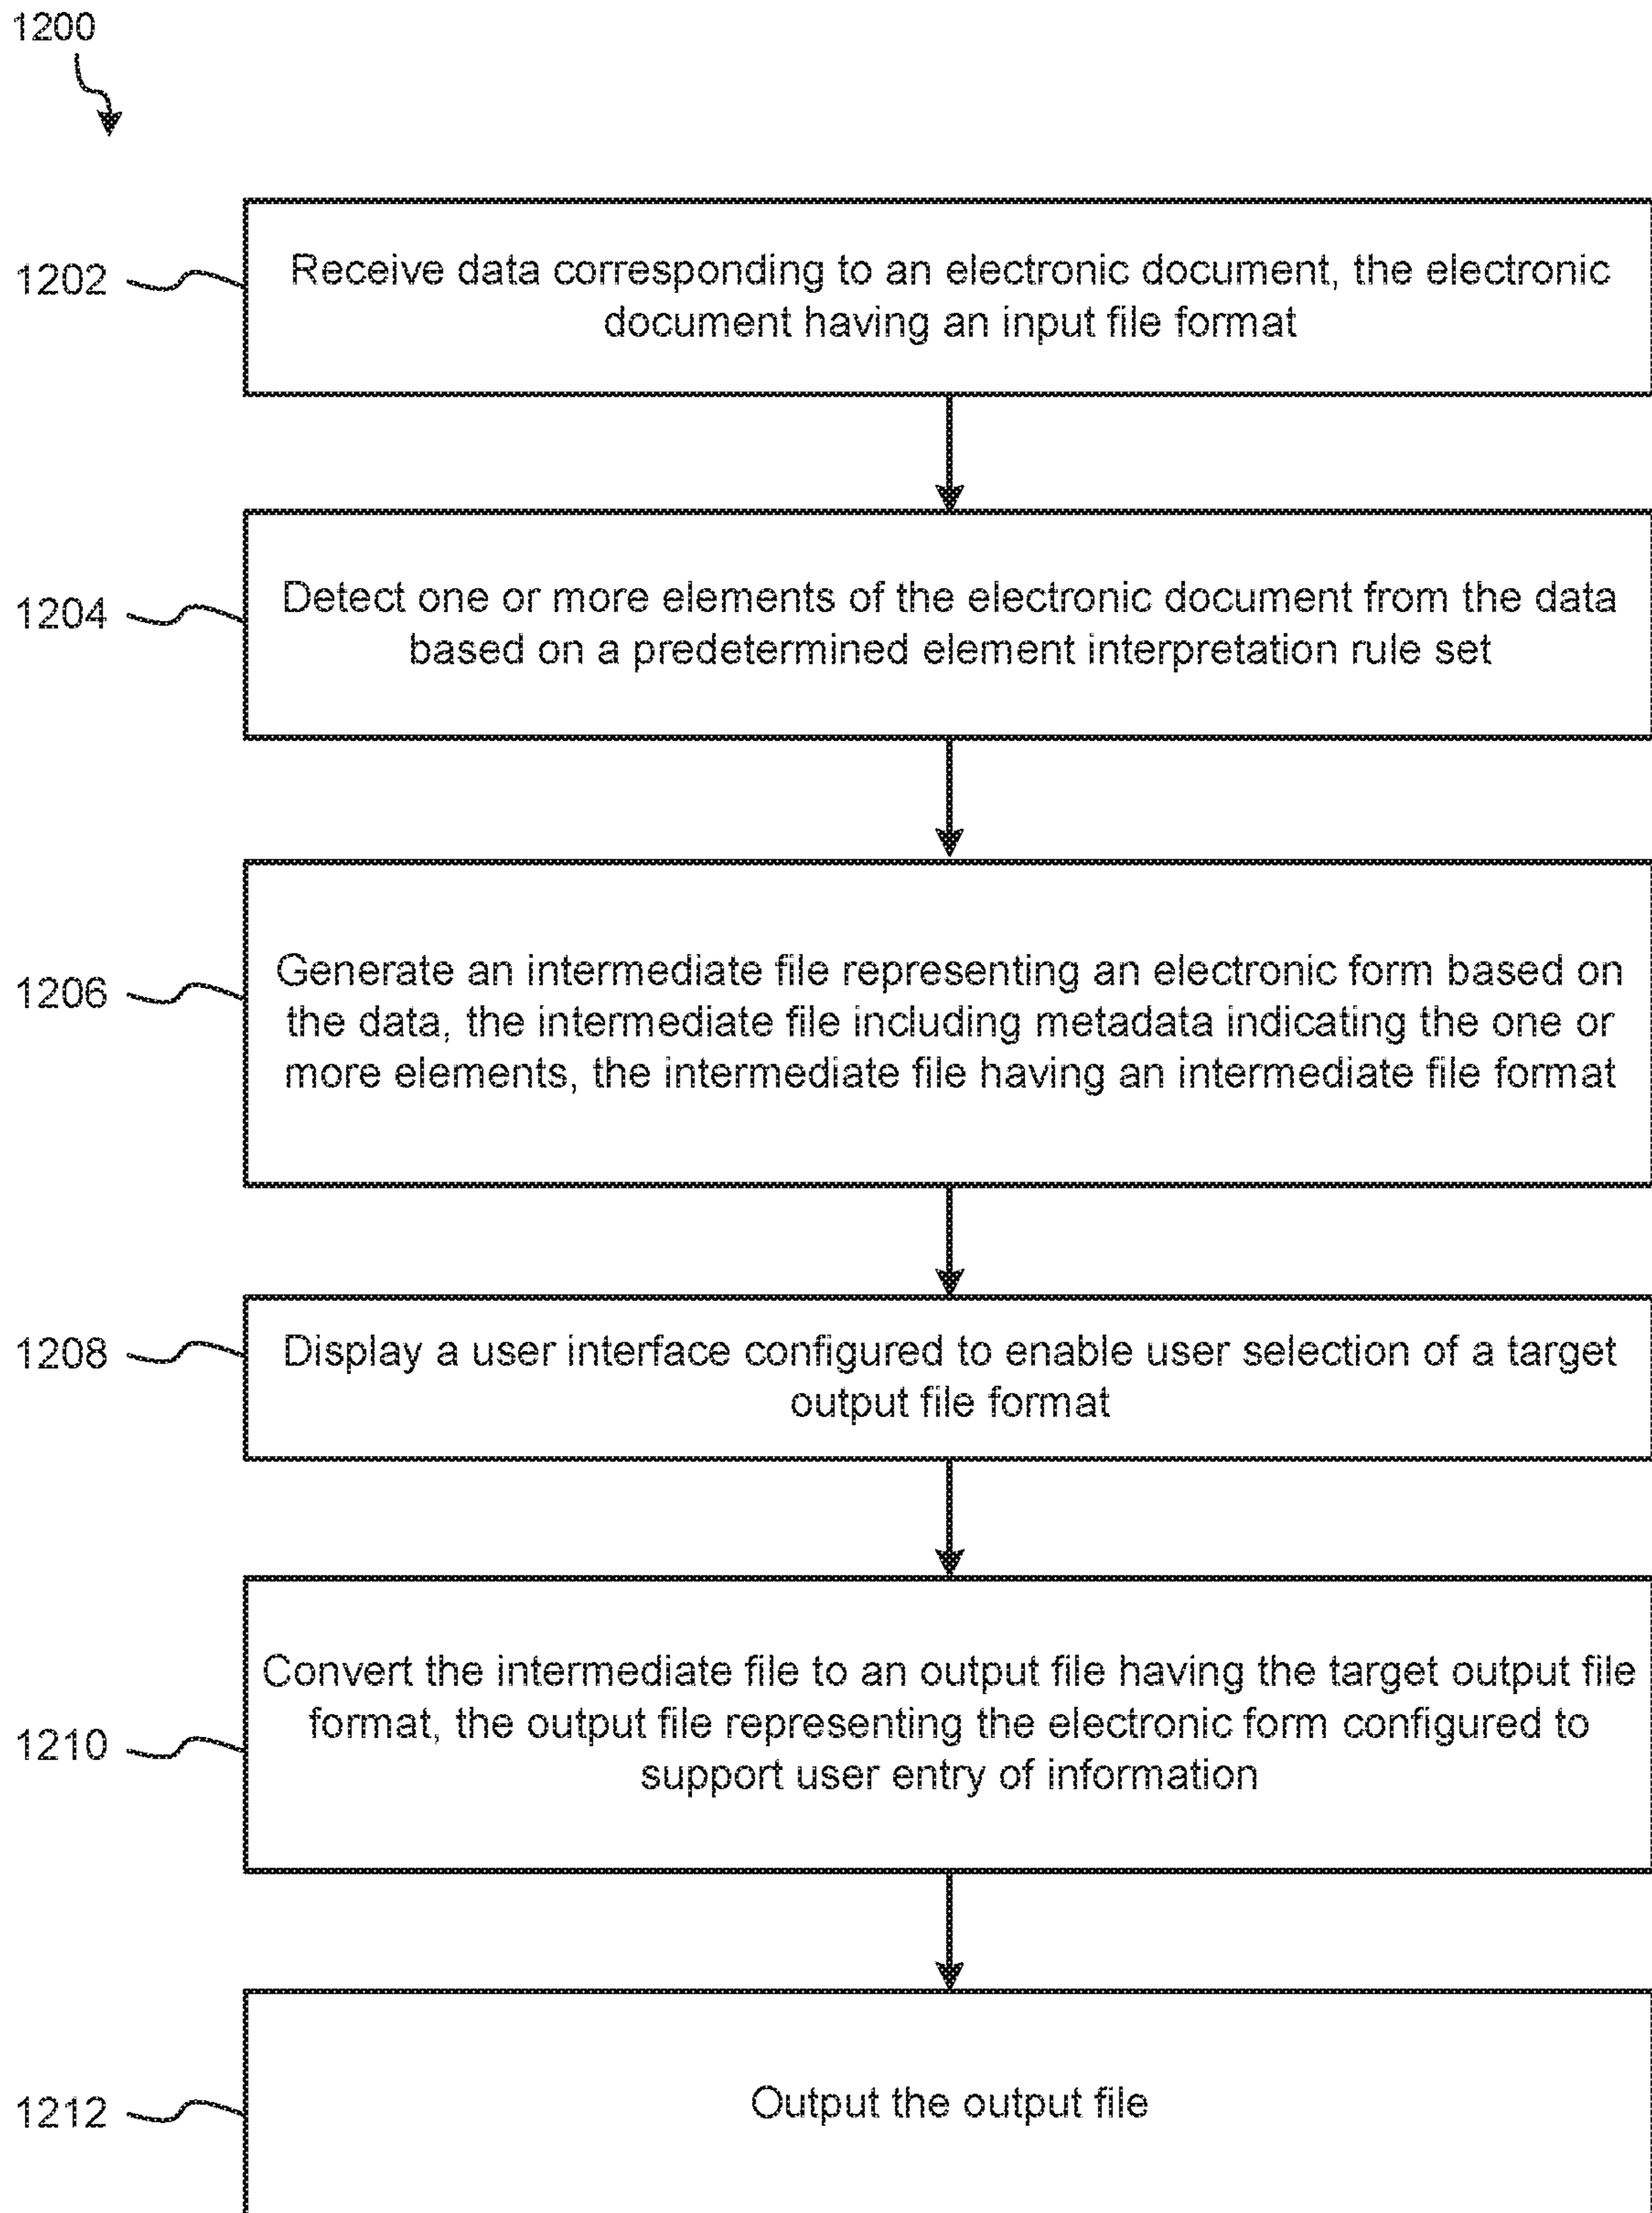 1200
1202
Receive data corresponding to an electronic document, the electronic
document having an input file format
1204
Detect one or more elements of the electronic document from the data
based on a predetermined element interpretation rule set
1206
Generate an intermediate file representing an electronic form based on
the data, the intermediate file including metadata indicating the one or
more elements, the intermediate file having an intermediate file format
1208
Display a user interface configured to enable user selection of a target
output file format
1210
Convert the intermediate file to an output file having the target output file
format, the output file representing the electronic form configured to
support user entry of information
1212
Output the output file